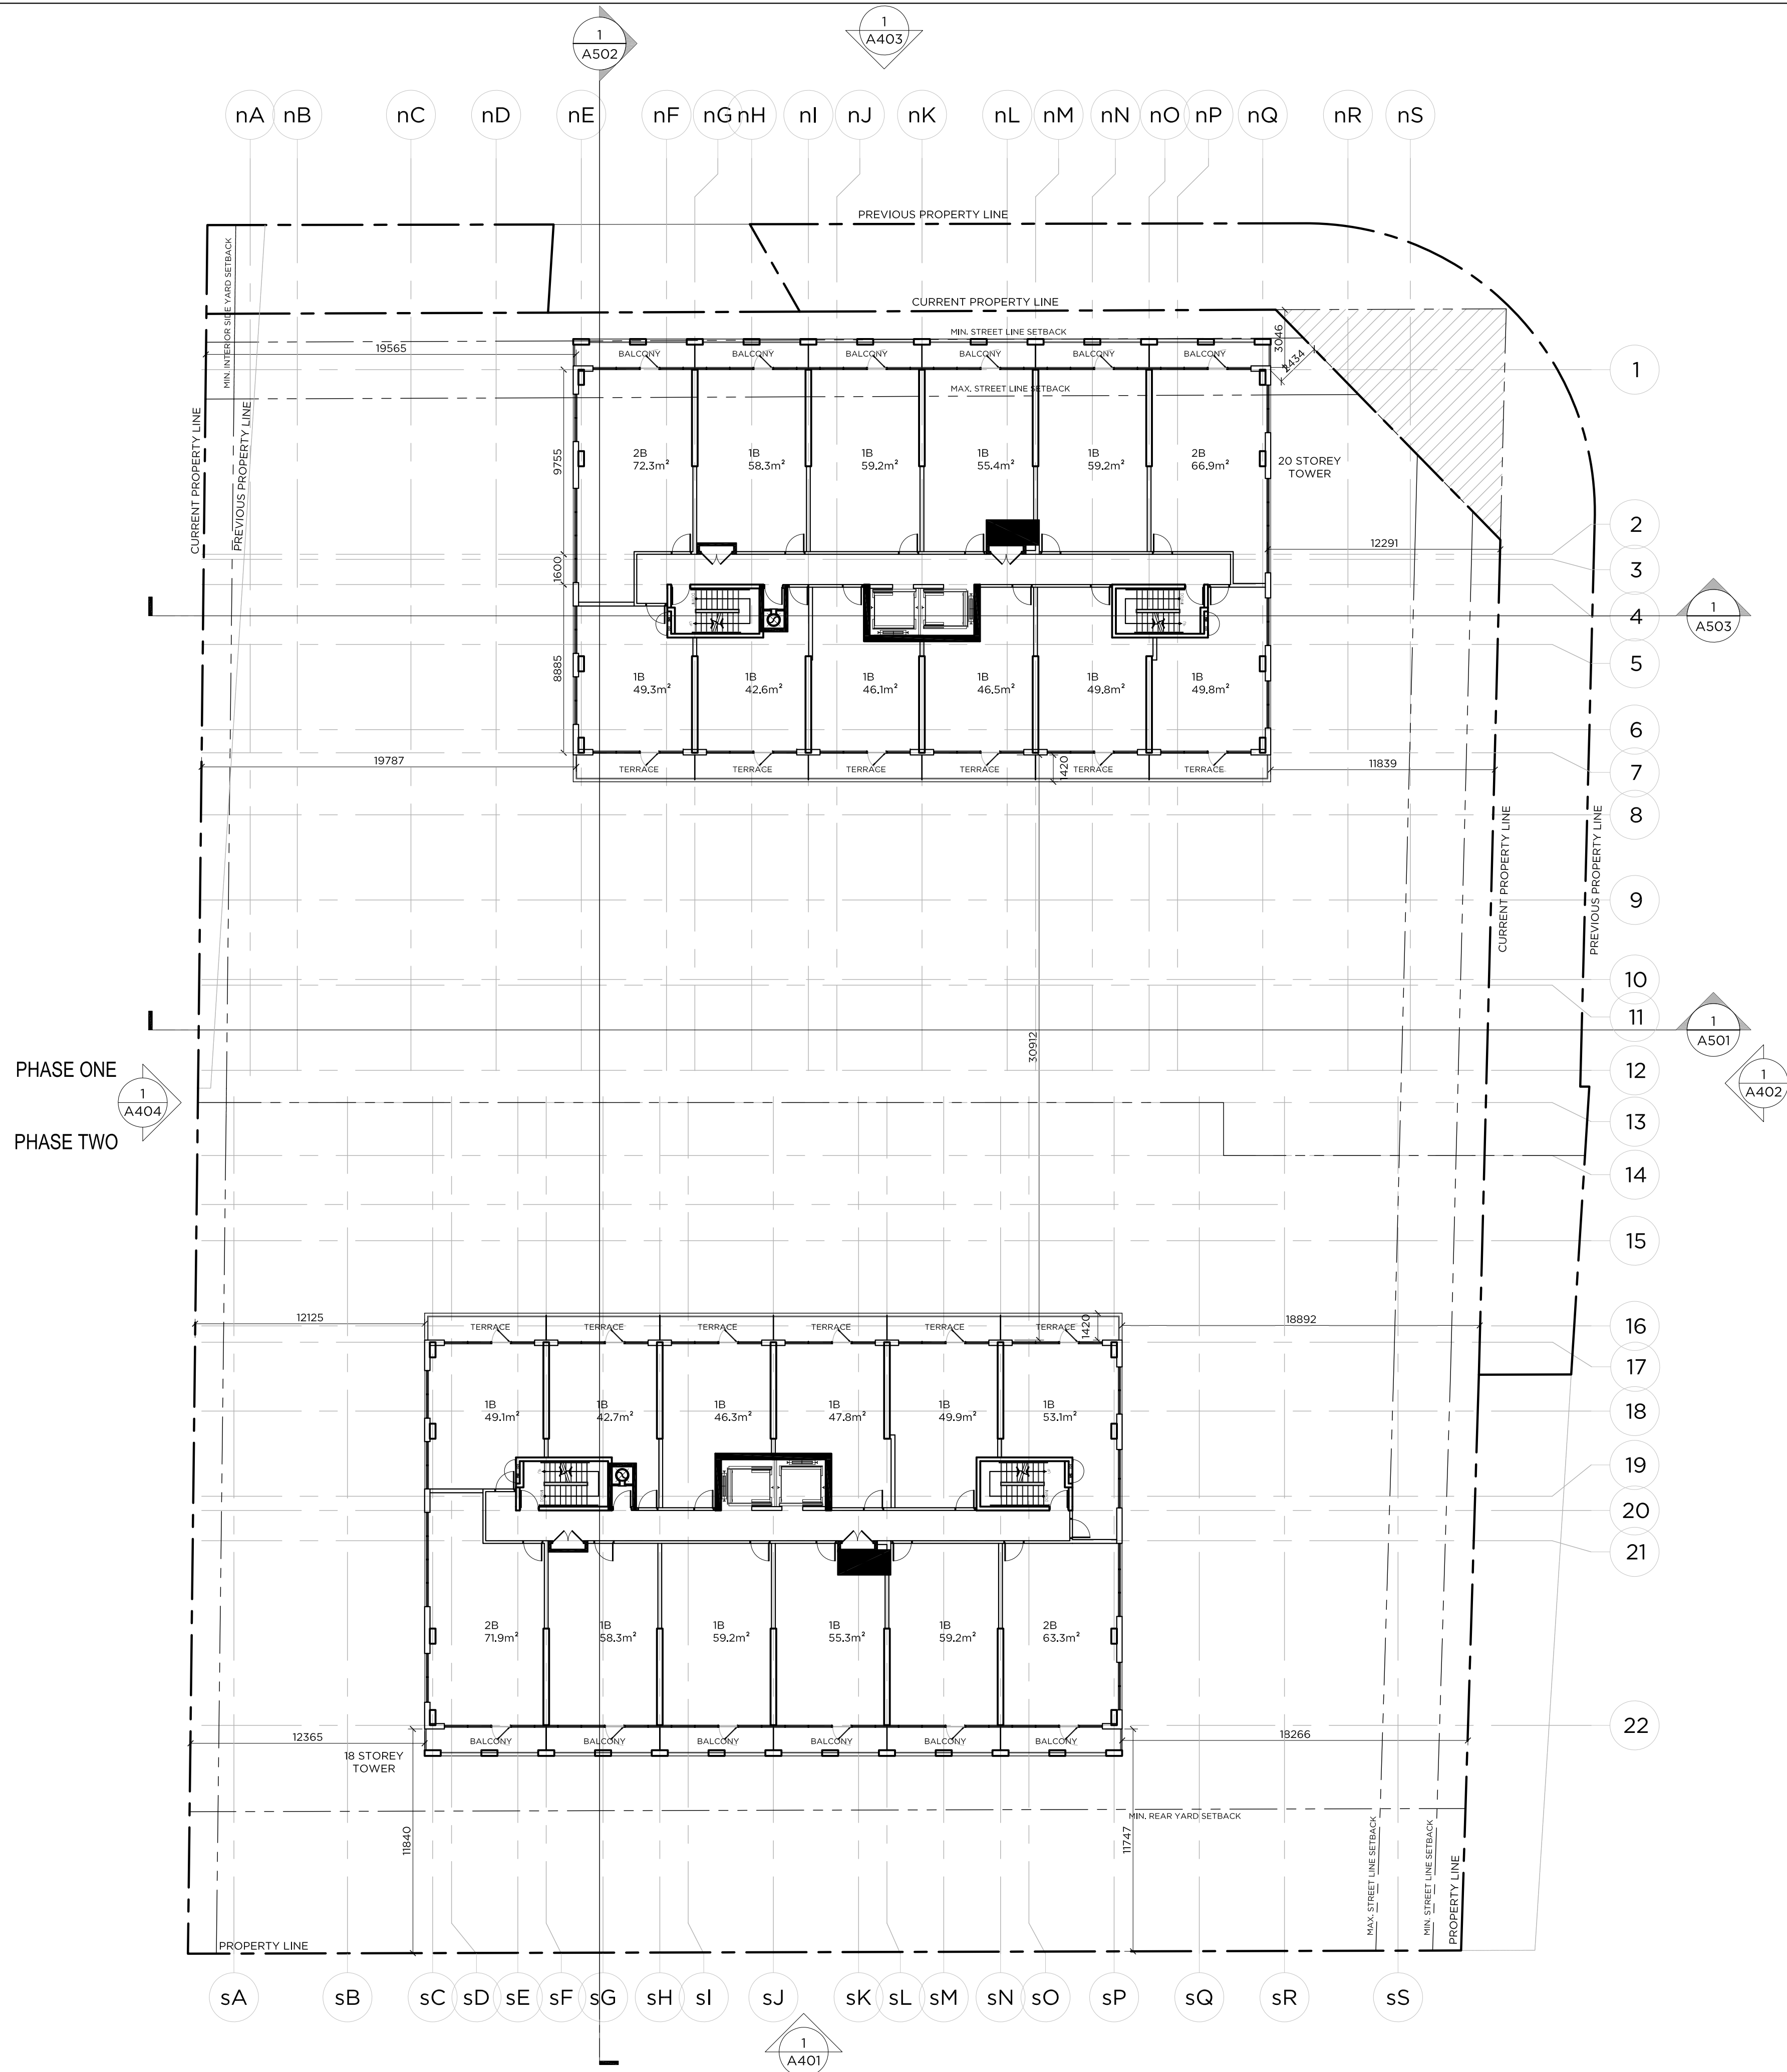 1
A502
1
A403
nA
nB
nC
nD
nE
nF
nG
nH
nI
nJ
nK
nL
nM
nN
nO
nP
nQ
nR
nS
PREVIOUS PROPERTY LINE
MIN. INTERIOR SIDE YARD SETBACK
CURRENT PROPERTY LINE
MIN. STREET LINE SETBACK
3046
2434
19565
BALCONY
BALCONY
BALCONY
BALCONY
BALCONY
BALCONY
1
MAX. STREET LINE SETBACK
CURRENT PROPERTY LINE
PREVIOUS PROPERTY LINE
9755
2B
72.3m²
1B
58.3m²
1B
59.2m²
1B
55.4m²
1B
59.2m²
2B
66.9m²
20 STOREY
TOWER
2
12291
1600
3
4
1
A503
5
8885
1B
49.3m²
1B
42.6m²
1B
46.1m²
1B
46.5m²
1B
49.8m²
1B
49.8m²
6
19787
TERRACE
TERRACE
TERRACE
TERRACE
TERRACE
TERRACE
1420
11839
7
8
CURRENT PROPERTY LINE
PREVIOUS PROPERTY LINE
9
10
11
1
A501
30912
PHASE ONE
12
1
A404
1
A402
13
PHASE TWO
14
15
12125
TERRACE
TERRACE
TERRACE
TERRACE
TERRACE
TERRACE
1420
18892
16
17
1B
49.1m²
1B
42.7m²
1B
46.3m²
1B
47.8m²
1B
49.9m²
1B
53.1m²
18
19
20
21
2B
71.9m²
1B
58.3m²
1B
59.2m²
1B
55.3m²
1B
59.2m²
2B
63.3m²
22
12365
BALCONY
BALCONY
BALCONY
BALCONY
BALCONY
BALCONY
18266
18 STOREY
TOWER
MIN. REAR YARD SETBACK
11840
11747
MAX. STREET LINE SETBACK
MIN. STREET LINE SETBACK
PROPERTY LINE
PROPERTY LINE
sA
sB
sC
sD
sE
sF
sG
sH
sI
sJ
sK
sL
sM
sN
sO
sP
sQ
sR
sS
1
A401